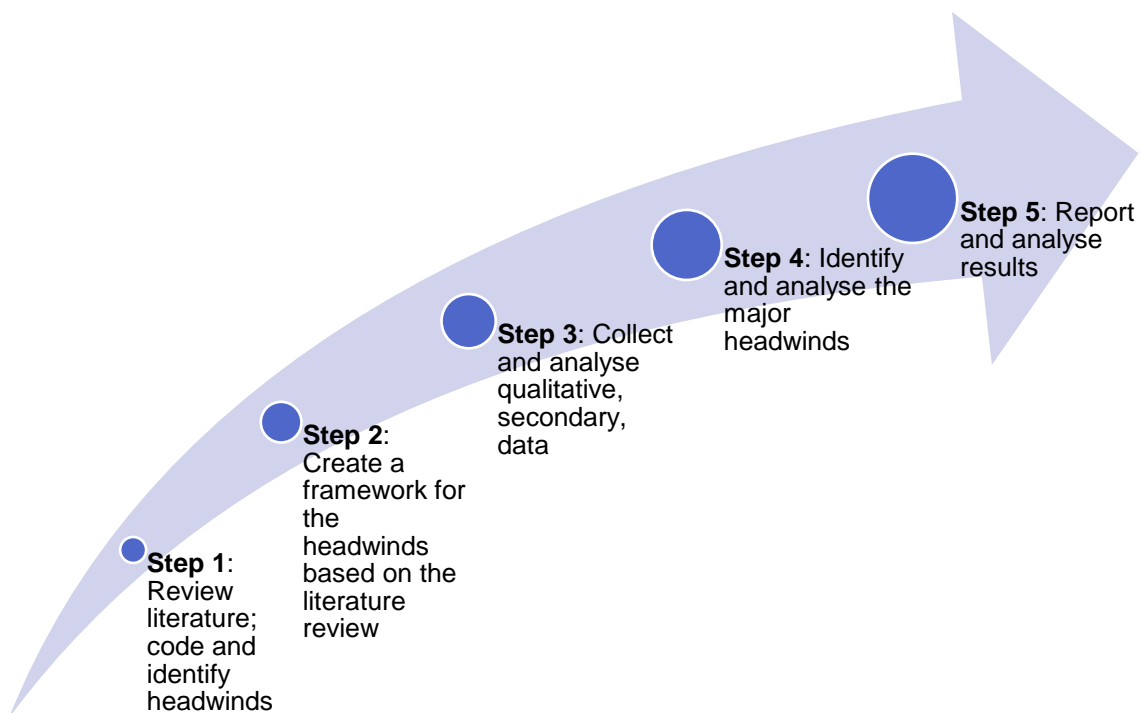 Step 1:
Review
literature;
code and
identify
headwinds
Step 2:
Create a
framework for
the
headwinds
based on the
literature
review
Step 3: Collect
and analyse
qualitative,
secondary,
data
Step 4: Identify
and analyse the
major
headwinds
Step 5: Report
and analyse
results